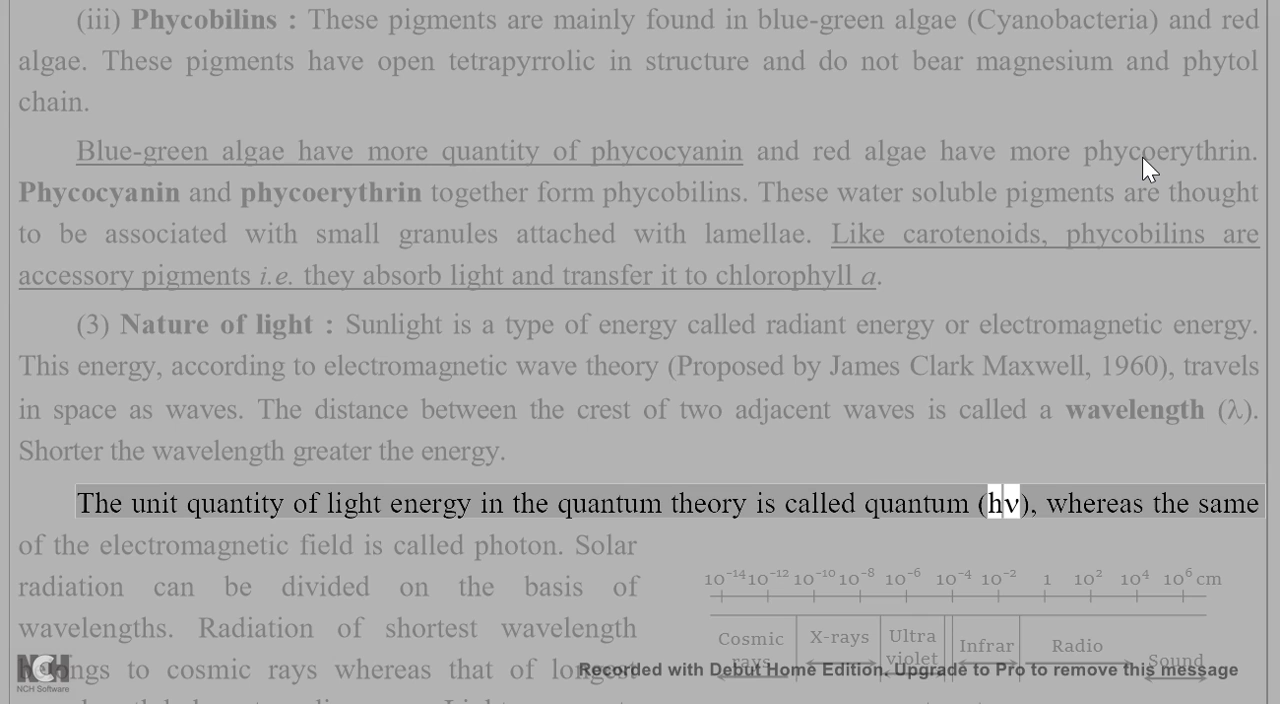 (iii) Phycobilins : These pigments are mainly found in blue-green algae (Cyanobacteria) and red
algae. These pigments have open tetrapyrrolic in structure and do not bear magnesium and phytol
chain.
Blue-green algae have more quantity of phycocyanin and red algae have more phycoerythrin.
Phycocyanin and phycoerythrin together form phycobilins. These water soluble pigments are thought
to be associated with small granules attached with lamellae. Like carotenoids, phycobilins are
accessory pigments i.e. they absorb light and transfer it to chlorophyll a.
(3) Nature of light : Sunlight is a type of energy called radiant energy or electromagnetic energy.
This energy, according to electromagnetic wave theory (Proposed by James Clark Maxwell, 1960), travels
in space as waves. The distance between the crest of two adjacent waves is called a wavelength (λ).
Shorter the wavelength greater the energy.
The unit quantity of light energy in the quantum theory is called quantum (hν), whereas the same
of the electromagnetic field is called photon. Solar
radiation can be divided on the basis of
wavelengths. Radiation of shortest wavelength
belongs to cosmic rays whereas that of longest
10⁻¹⁴ 10⁻¹² 10⁻¹⁰ 10⁻⁸ 10⁻⁶ 10⁻⁴ 10⁻² 1 10² 10⁴ 10⁶ cm
Cosmic rays
X-rays
Ultra violet
Infrar
Radio
Sound
NCH
NCH Software
Recorded with Debut Home Edition. Upgrade to Pro to remove this message